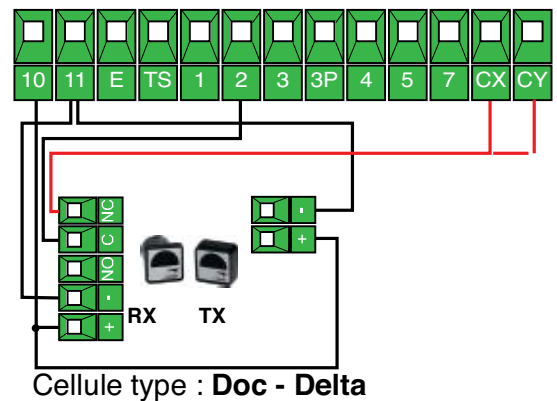 10 11 E TS 1 2 3 3P 4 5 7 CX CY
NC
C
NO
-
+
-
+
RX TX
Cellule type : Doc - Delta